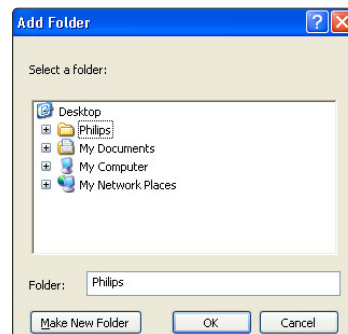 Add Folder
Select a folder:
Desktop
Philips
My Documents
My Computer
My Network Places
Folder: Philips
Make New Folder OK Cancel